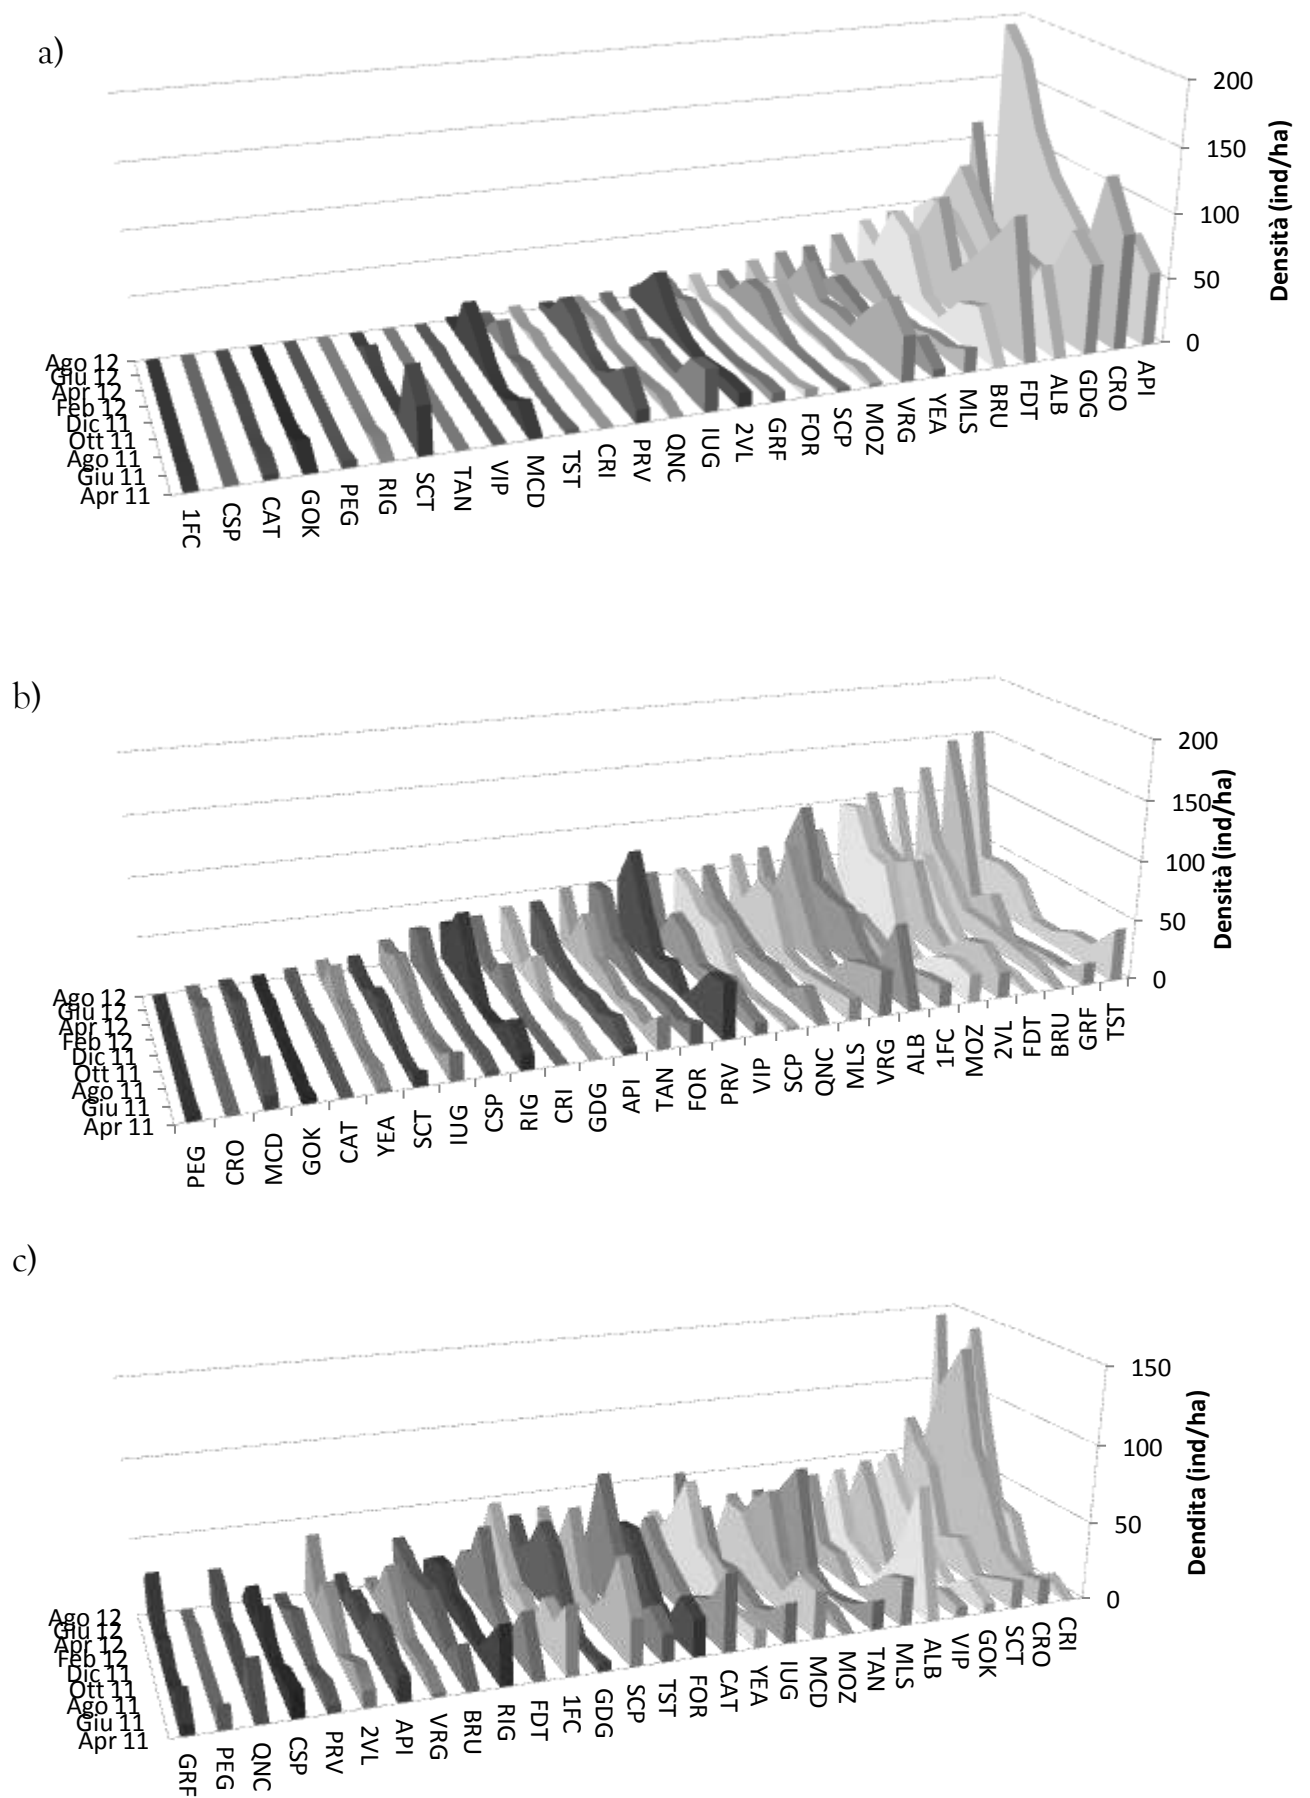 a)
200
150
100
50
0
Densità (ind/ha)
Ago 12
Giu 12
Apr 12
Feb 12
Dic 11
Ott 11
Ago 11
Giu 11
Apr 11
1FC
CSP
CAT
GOK
PEG
RIG
SCT
TAN
VIP
MCD
TST
CRI
PRV
QNC
IUG
2VL
GRF
FOR
SCP
MOZ
VRG
YEA
MLS
BRU
FDT
ALB
GDG
CRO
API
b)
200
150
100
50
0
Densità (ind/ha)
Ago 12
Giu 12
Apr 12
Feb 12
Dic 11
Ott 11
Ago 11
Giu 11
Apr 11
PEG
CRO
MCD
GOK
CAT
YEA
SCT
IUG
CSP
RIG
CRI
GDG
API
TAN
FOR
PRV
VIP
SCP
QNC
MLS
VRG
ALB
1FC
MOZ
2VL
FDT
BRU
GRF
TST
c)
150
100
50
0
Dendita (ind/ha)
Ago 12
Giu 12
Apr 12
Feb 12
Dic 11
Ott 11
Ago 11
Giu 11
Apr 11
GRF
PEG
QNC
CSP
PRV
2VL
API
VRG
BRU
RIG
FDT
1FC
GDG
SCP
TST
FOR
CAT
YEA
IUG
MCD
MOZ
TAN
MLS
ALB
VIP
GOK
SCT
CRO
CRI